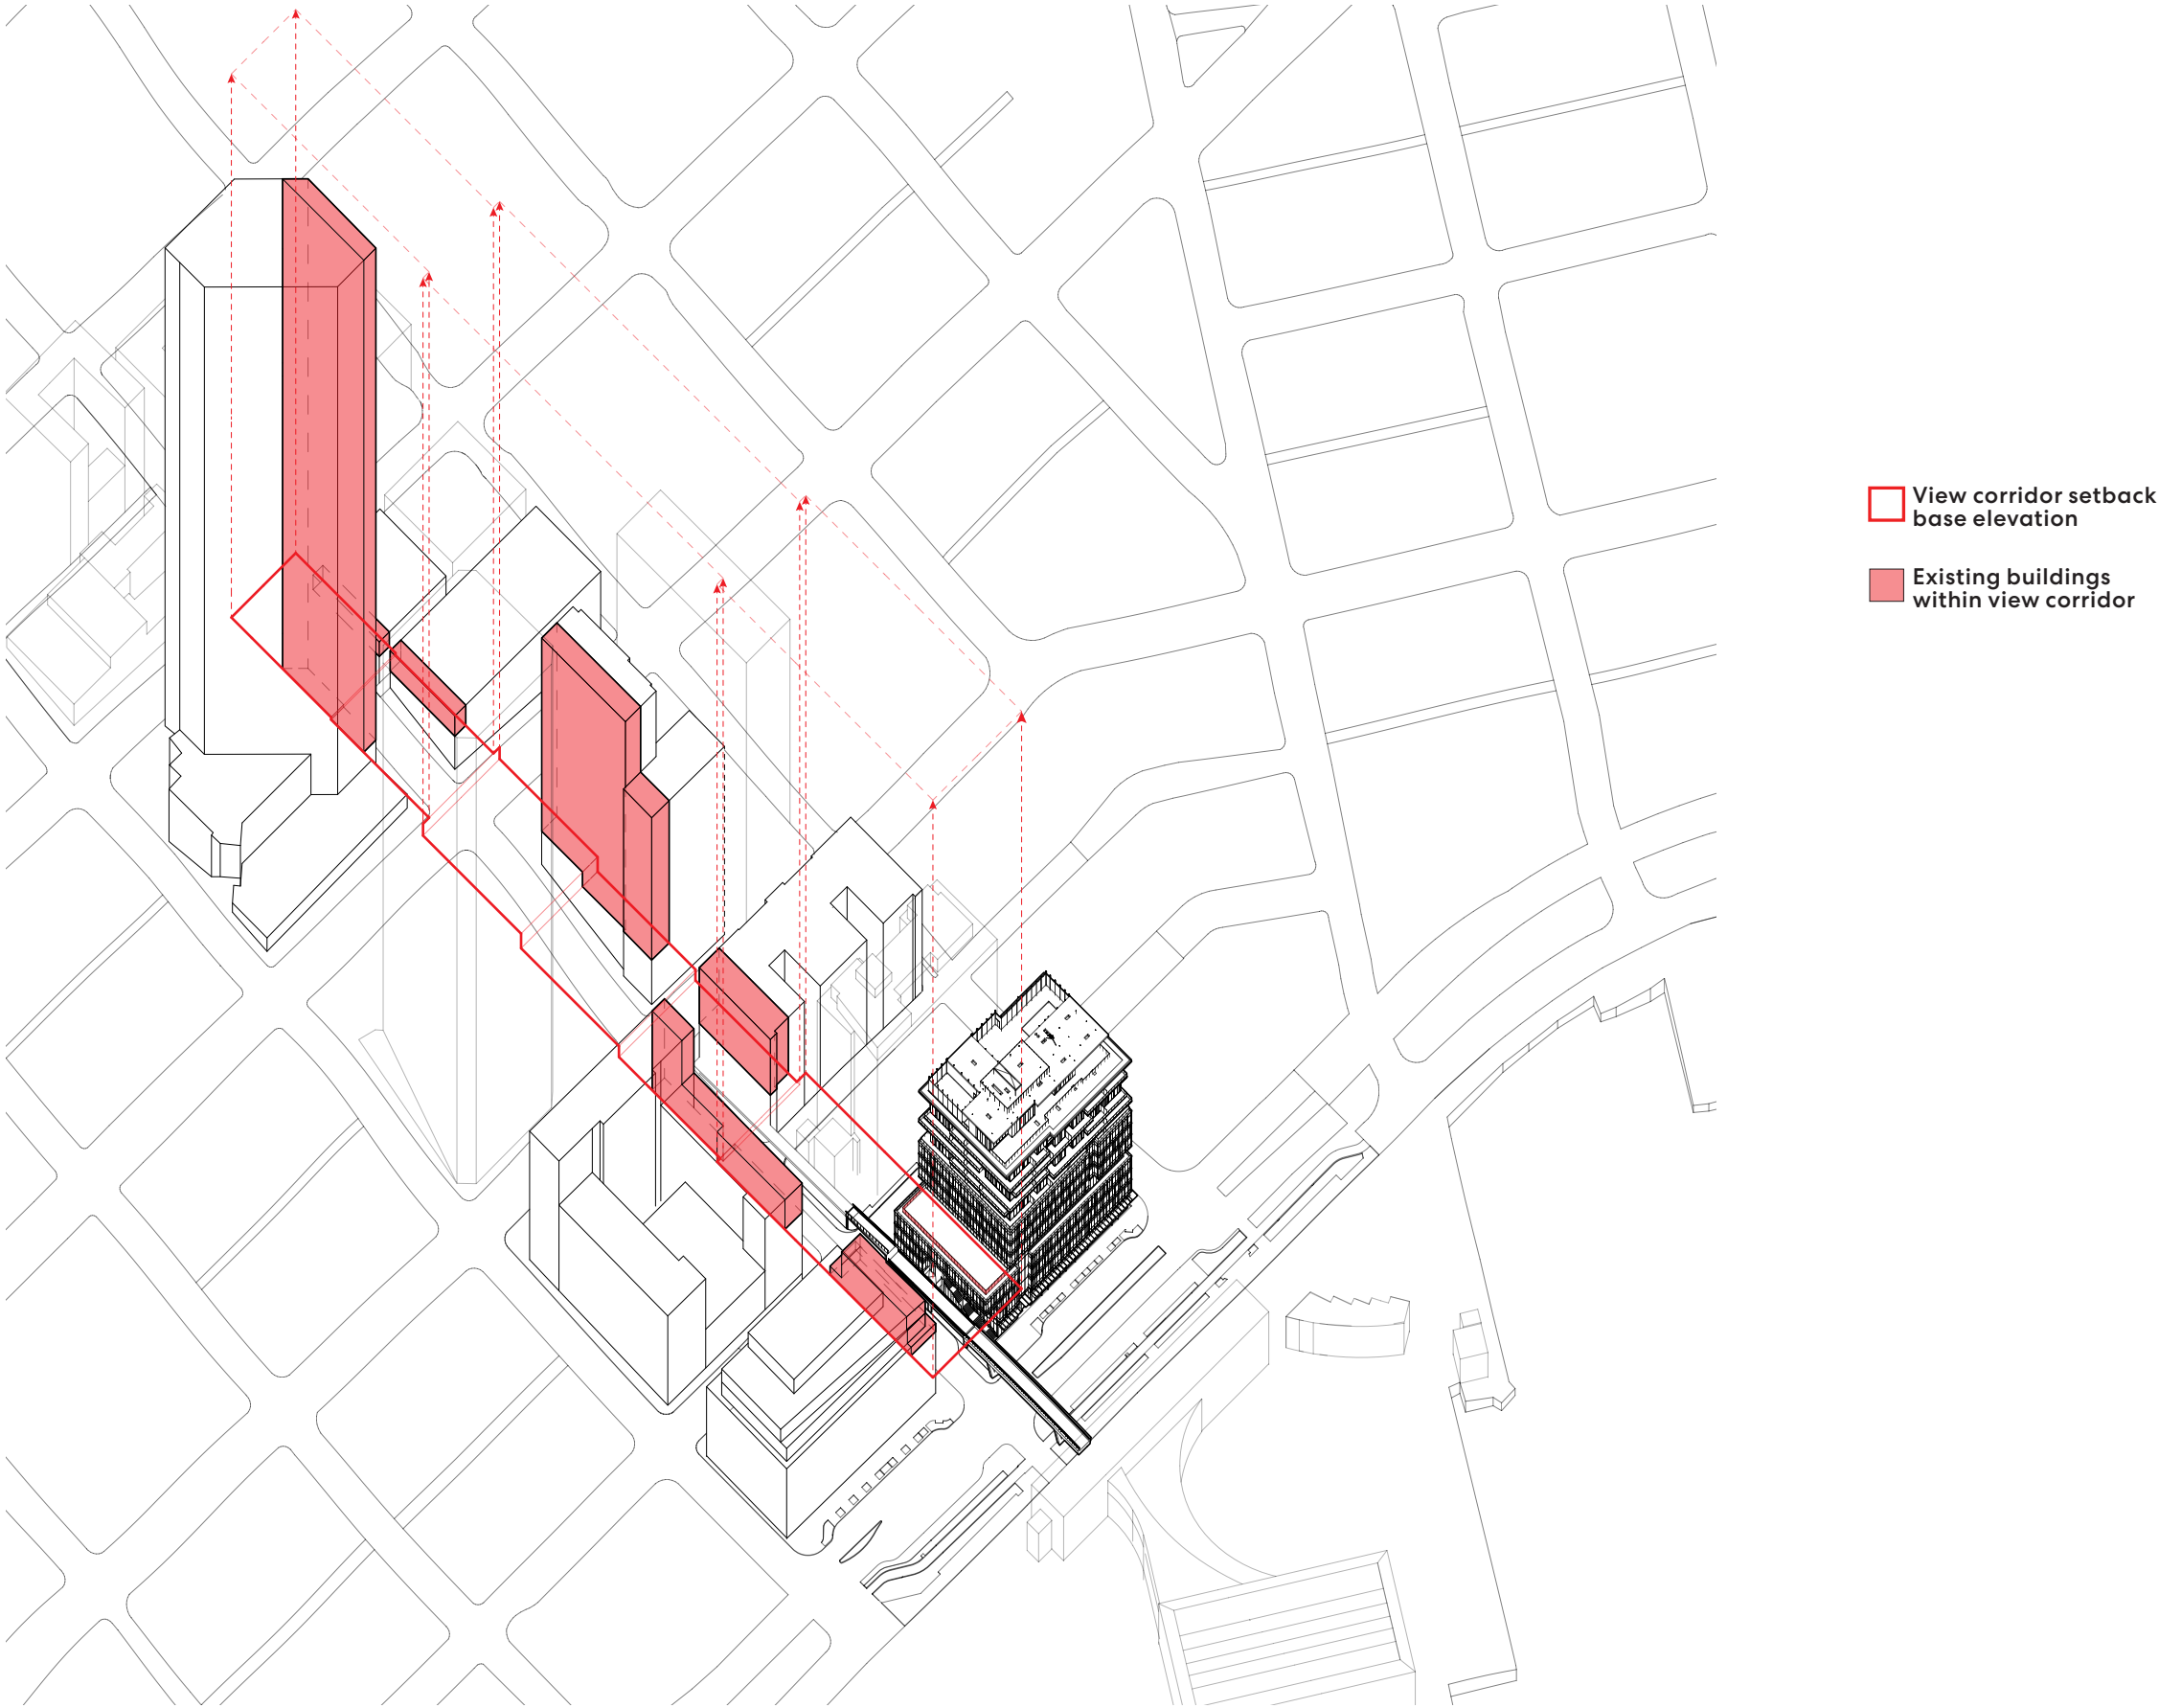 View corridor setback
base elevation
Existing buildings
within view corridor